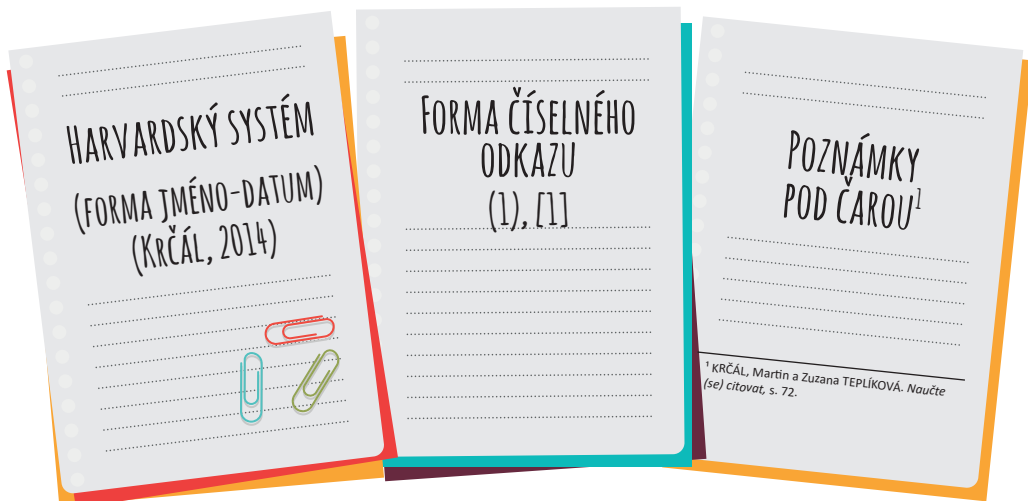 HARVARDSKÝ SYSTÉM
(FORMA JMÉNO-DATUM)
(KRČÁL, 2014)
FORMA ČÍSELNÉHO
ODKAZU
(1), [1]
POZNÁMKY
POD ČAROU¹
¹ KRČÁL, Martin a Zuzana TEPLÍKOVÁ. Naučte
(se) citovat, s. 72.